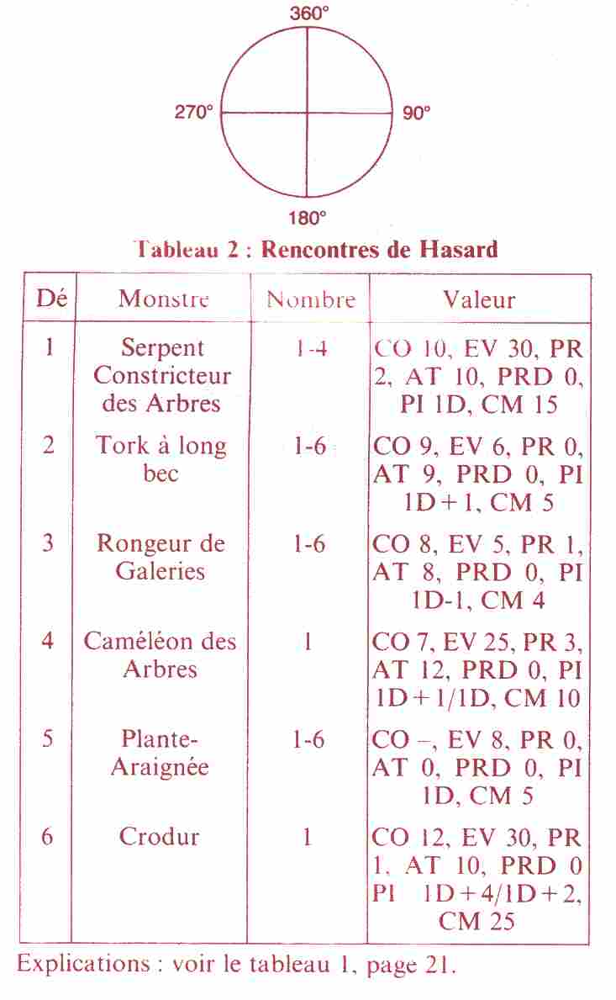 360°
270°
90°
180°
Tableau 2 : Rencontres de Hasard
Dé Monstre Nombre Valeur
1 Serpent 1-4 CO 10, EV 30, PR
Constricteur 2, AT 10, PRD 0,
des Arbres PI 1D, CM 15
2 Tork à long 1-6 CO 9, EV 6, PR 0,
bec AT 9, PRD 0, PI
1D+1, CM 5
3 Rongeur de 1-6 CO 8, EV 5, PR 1,
Galeries AT 8, PRD 0, PI
1D-1, CM 4
4 Caméléon des 1 CO 7, EV 25, PR 3,
Arbres AT 12, PRD 0, PI
1D+1/1D, CM 10
5 Plante- 1-6 CO –, EV 8, PR 0,
Araignée AT 0, PRD 0, PI
1D, CM 5
6 Crodur 1 CO 12, EV 30, PR
1, AT 10, PRD 0
PI 1D+4/1D+2,
CM 25
Explications : voir le tableau 1, page 21.